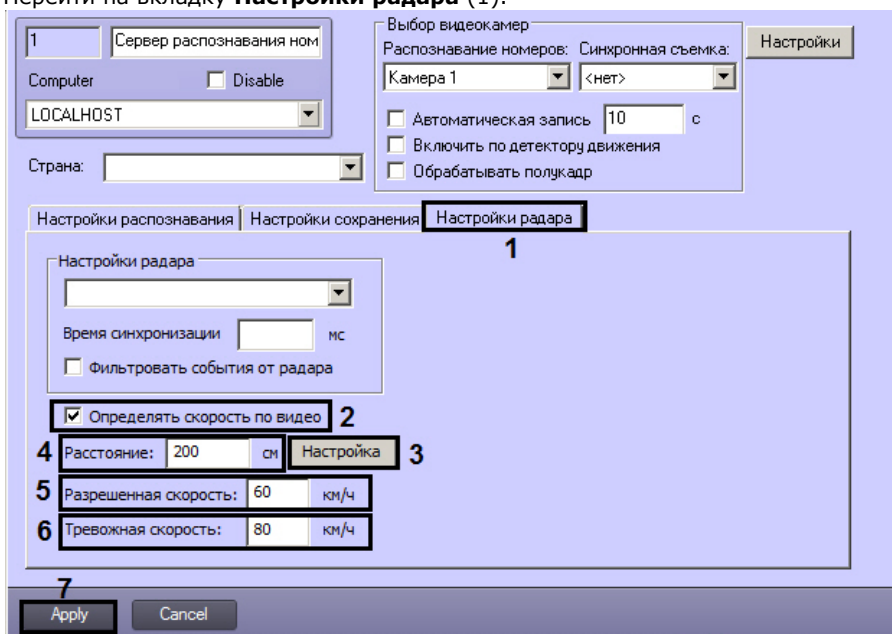 Перейти на вкладку Настройки радара (1).
1 Сервер распознавания ном
Computer Disable
LOCALHOST
Страна:
Выбор видеокамер
Распознавание номеров: Синхронная съемка:
Камера 1 <нет>
Автоматическая запись 10 с
Включить по детектору движения
Обрабатывать полукадр
Настройки
Настройки распознавания Настройки сохранения Настройки радара
1
Настройки радара
Время синхронизации мс
Фильтровать события от радара
Определять скорость по видео 2
4 Расстояние: 200 см Настройка 3
5 Разрешенная скорость: 60 км/ч
6 Тревожная скорость: 80 км/ч
7
Apply Cancel